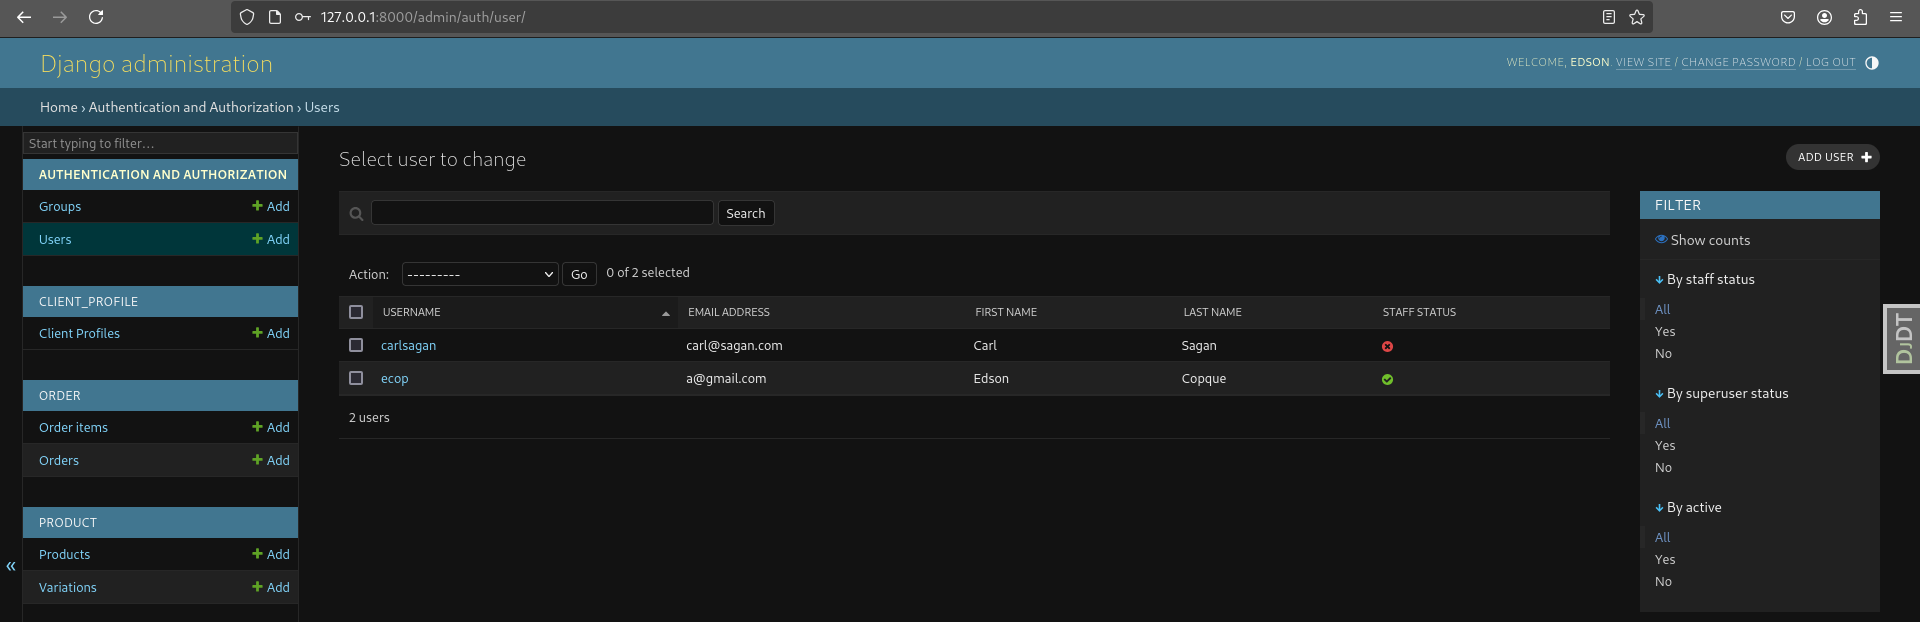 127.0.0.1:8000/admin/auth/user/
Django administration
WELCOME, EDSON. VIEW SITE / CHANGE PASSWORD / LOG OUT
Home › Authentication and Authorization › Users
Start typing to filter...
AUTHENTICATION AND AUTHORIZATION
Groups + Add
Users + Add
CLIENT_PROFILE
Client Profiles + Add
ORDER
Order items + Add
Orders + Add
PRODUCT
Products + Add
Variations + Add
«
Select user to change
ADD USER +
Search
Action: --------- Go 0 of 2 selected
USERNAME EMAIL ADDRESS FIRST NAME LAST NAME STAFF STATUS
carlsagan carl@sagan.com Carl Sagan
ecop a@gmail.com Edson Copque
2 users
FILTER
Show counts
↓ By staff status
All
Yes
No
↓ By superuser status
All
Yes
No
↓ By active
All
Yes
No
DJDT